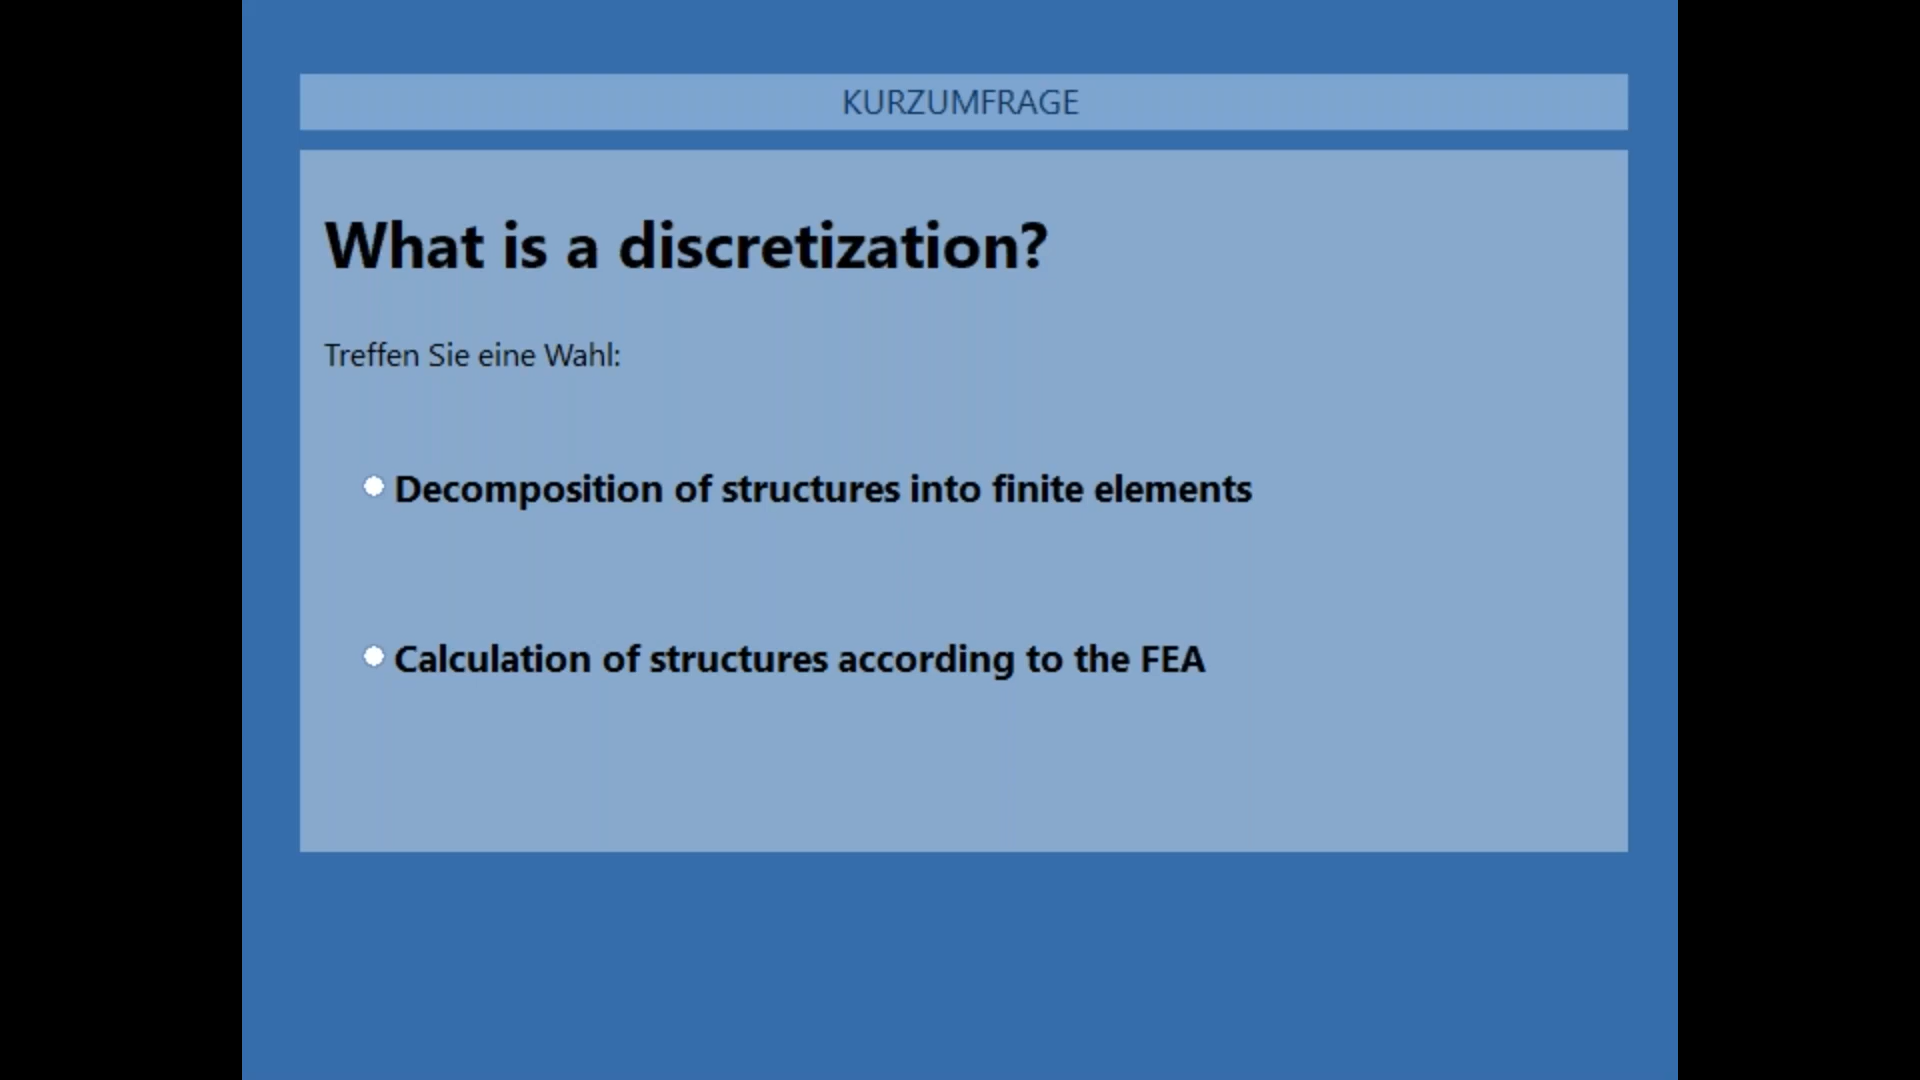 KURZUMFRAGE
What is a discretization?
Treffen Sie eine Wahl:
Decomposition of structures into finite elements
Calculation of structures according to the FEA